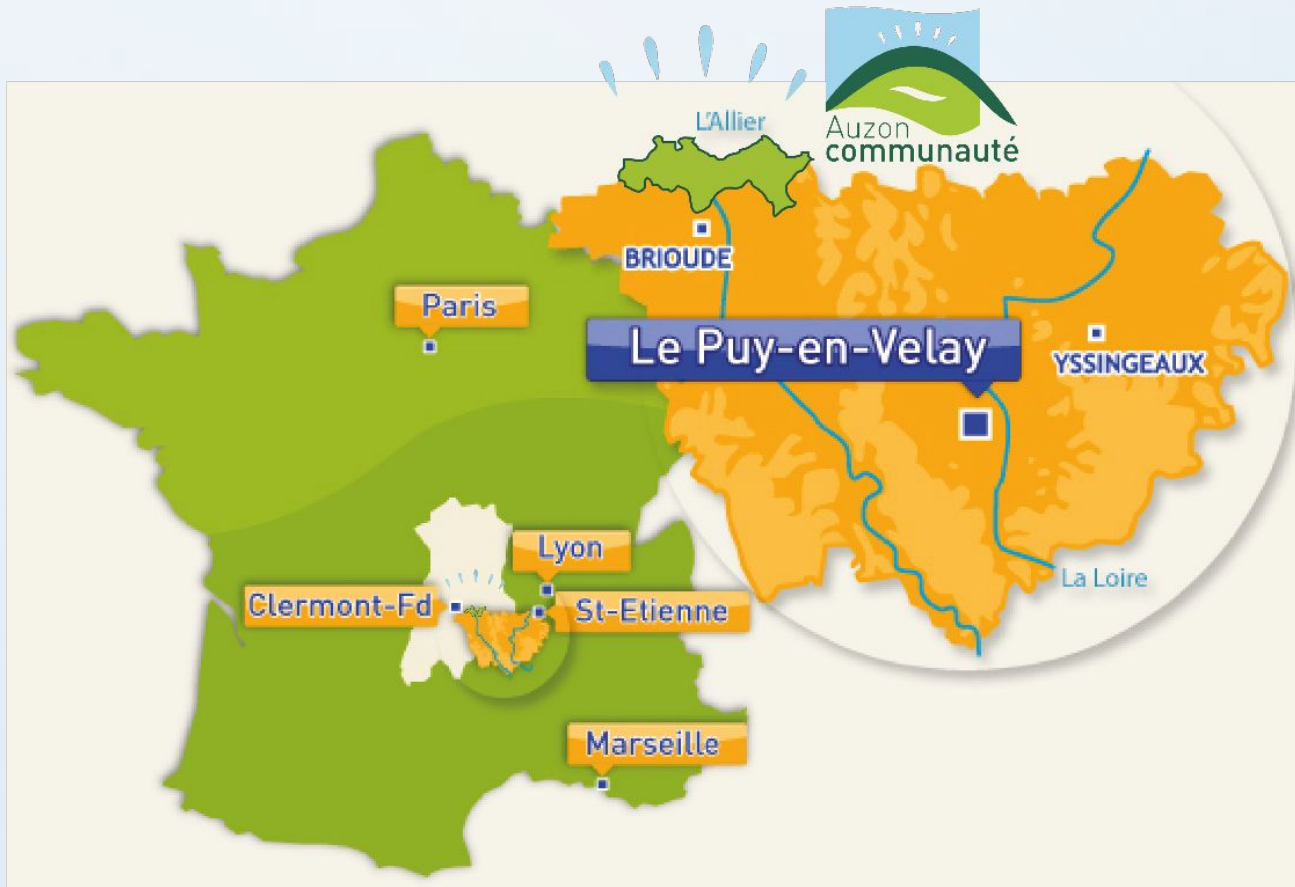 L'Allier
Auzon
communauté
BRIOUDE
Paris
Le Puy-en-Velay
YSSINGEAUX
La Loire
Lyon
Clermont-Fd
St-Etienne
Marseille